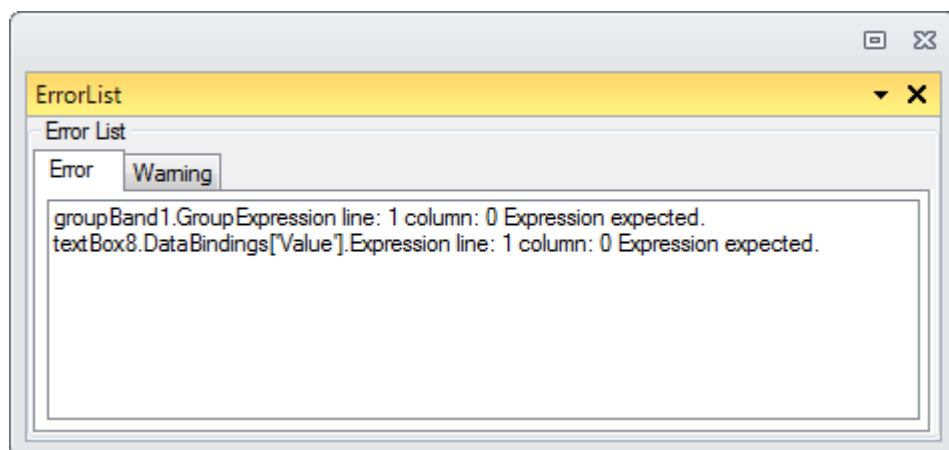 ErrorList
Error List
Error
Warning
groupBand1.GroupExpression line: 1 column: 0 Expression expected.
textBox8.DataBindings['Value'].Expression line: 1 column: 0 Expression expected.